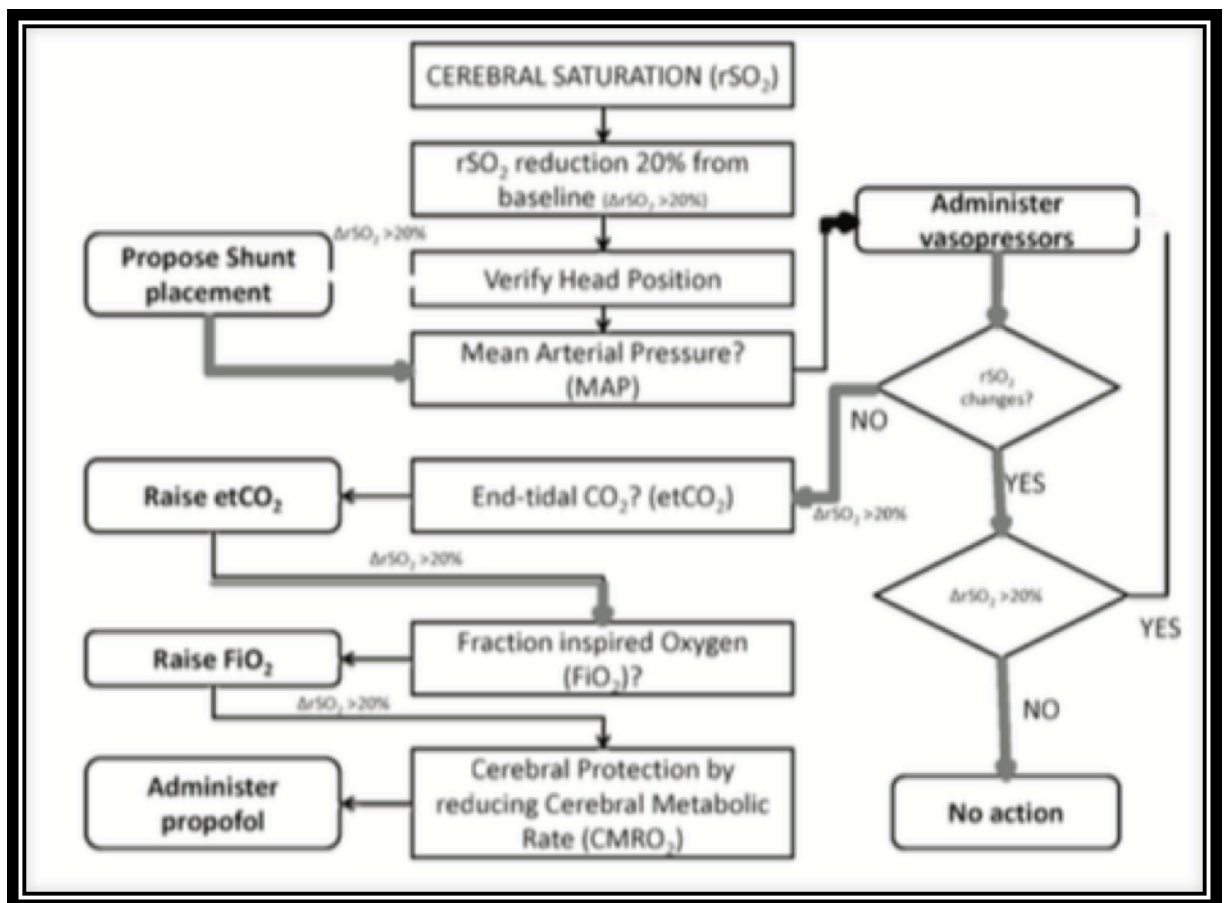 CEREBRAL SATURATION (rSO₂)
rSO₂ reduction 20% from
baseline (ΔrSO₂ >20%)
Administer
vasopressors
ΔrSO₂ >20%
Propose Shunt
placement
Verify Head Position
Mean Arterial Pressure?
(MAP)
rSO₂
changes?
NO
Raise etCO₂
End-tidal CO₂? (etCO₂)
YES
ΔrSO₂ >20%
ΔrSO₂ >20%
ΔrSO₂ >20%
YES
Raise FiO₂
Fraction inspired Oxygen
(FiO₂)?
ΔrSO₂ >20%
NO
Administer
propofol
Cerebral Protection by
reducing Cerebral Metabolic
Rate (CMRO₂)
No action